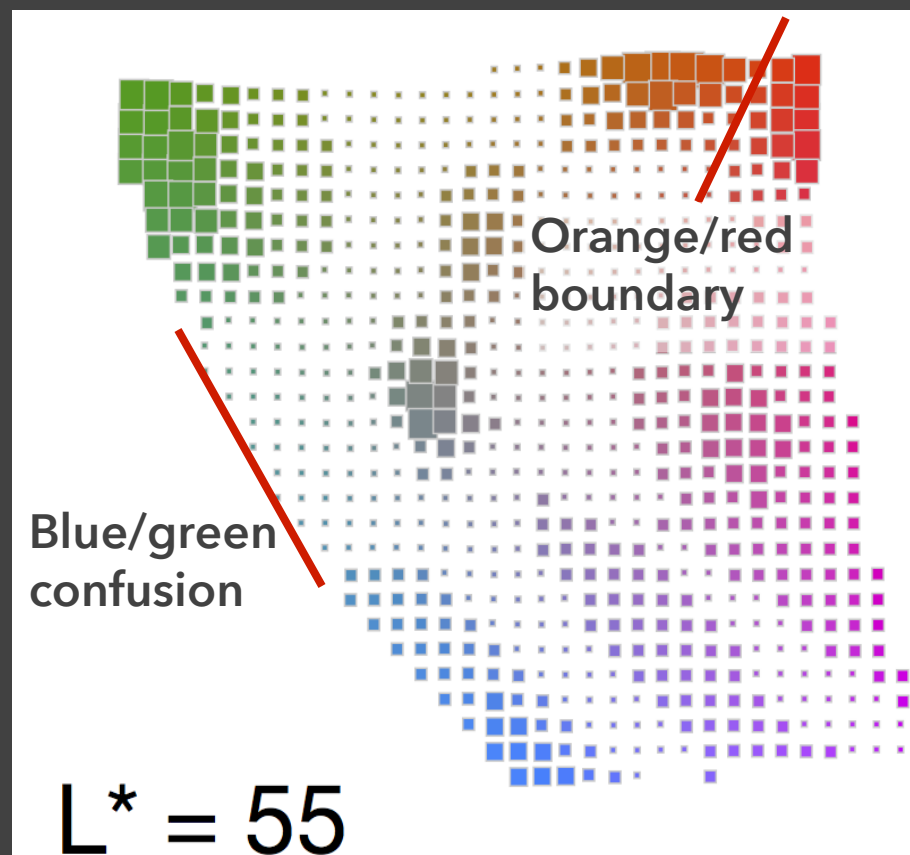 Orange/red
boundary
Blue/green
confusion
L* = 55